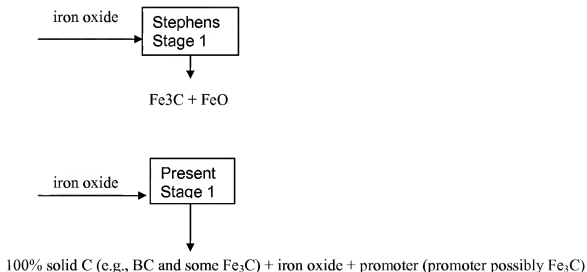 iron oxide
Stephens
Stage 1
Fe3C + FeO
iron oxide
Present
Stage 1
100% solid C (e.g., BC and some Fe₃C) + iron oxide + promoter (promoter possibly Fe₃C)